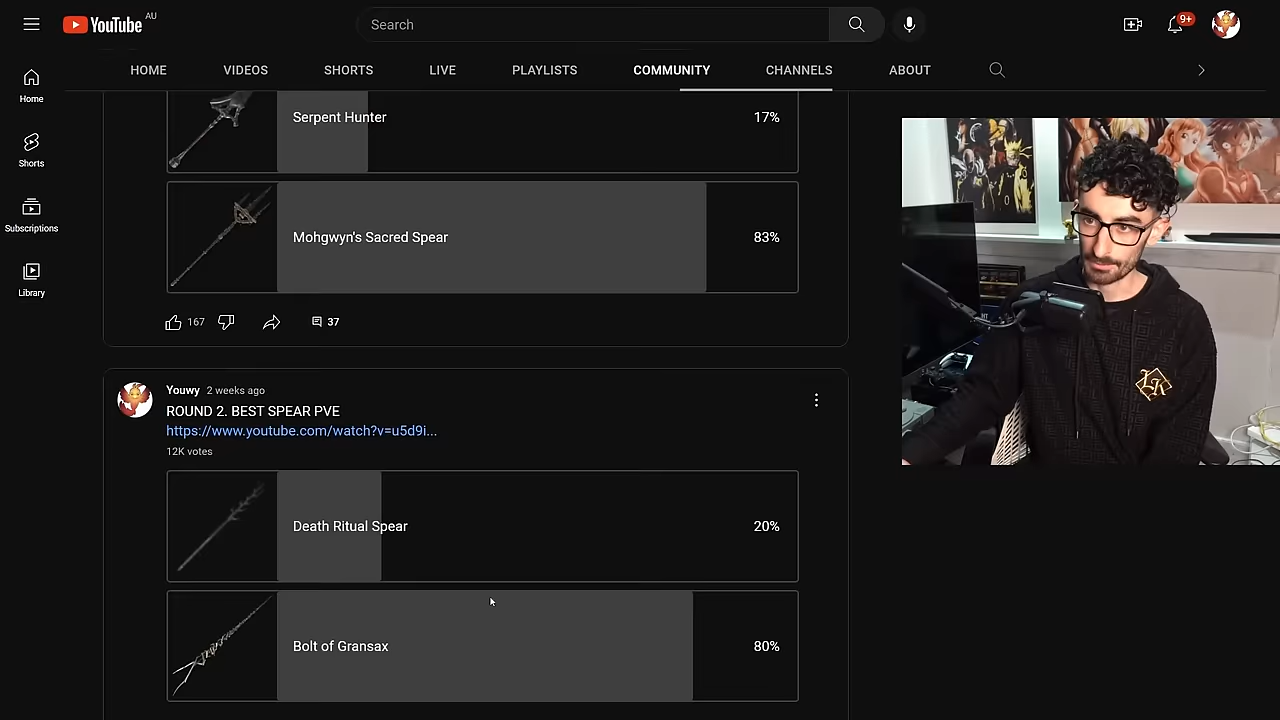 YouTube AU
Search
9+
HOME VIDEOS SHORTS LIVE PLAYLISTS COMMUNITY CHANNELS ABOUT
Home
Shorts
Subscriptions
Library
Serpent Hunter 17%
Mohgwyn's Sacred Spear 83%
167 37
Youwy 2 weeks ago
ROUND 2. BEST SPEAR PVE
https://www.youtube.com/watch?v=u5d9i...
12K votes
Death Ritual Spear 20%
Bolt of Gransax 80%
LK